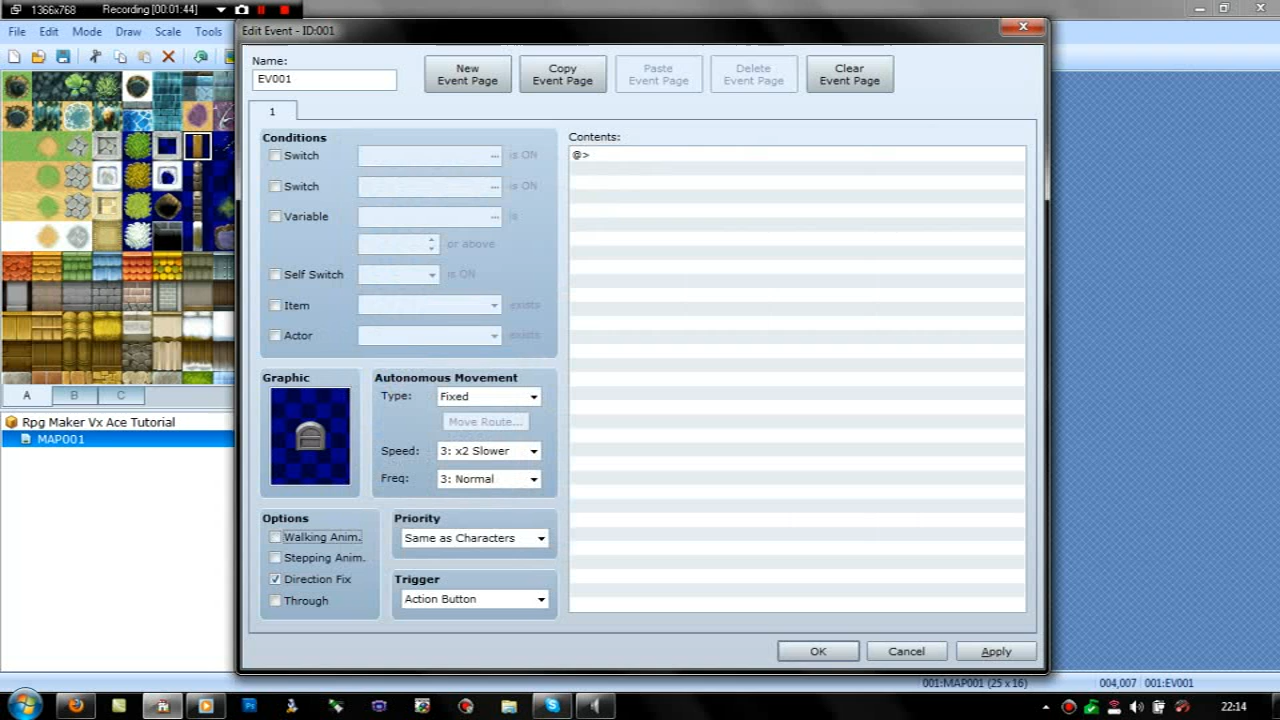 1366x768 Recording [00:01:44]
File Edit Mode Draw Scale Tools
Edit Event - ID:001
Name:
EV001
New Event Page
Copy Event Page
Paste Event Page
Delete Event Page
Clear Event Page
1
Conditions
Switch ... is ON
Switch ... is ON
Variable ... is
or above
Self Switch is ON
Item exists
Actor exists
Contents:
@>
Graphic
Autonomous Movement
Type: Fixed
Move Route...
Speed: 3: x2 Slower
Freq: 3: Normal
Options
Walking Anim.
Stepping Anim.
Direction Fix
Through
Priority
Same as Characters
Trigger
Action Button
OK Cancel Apply
A B C
Rpg Maker Vx Ace Tutorial
MAP001
001:MAP001 (25 x 16) 004,007 001:EV001
22:14